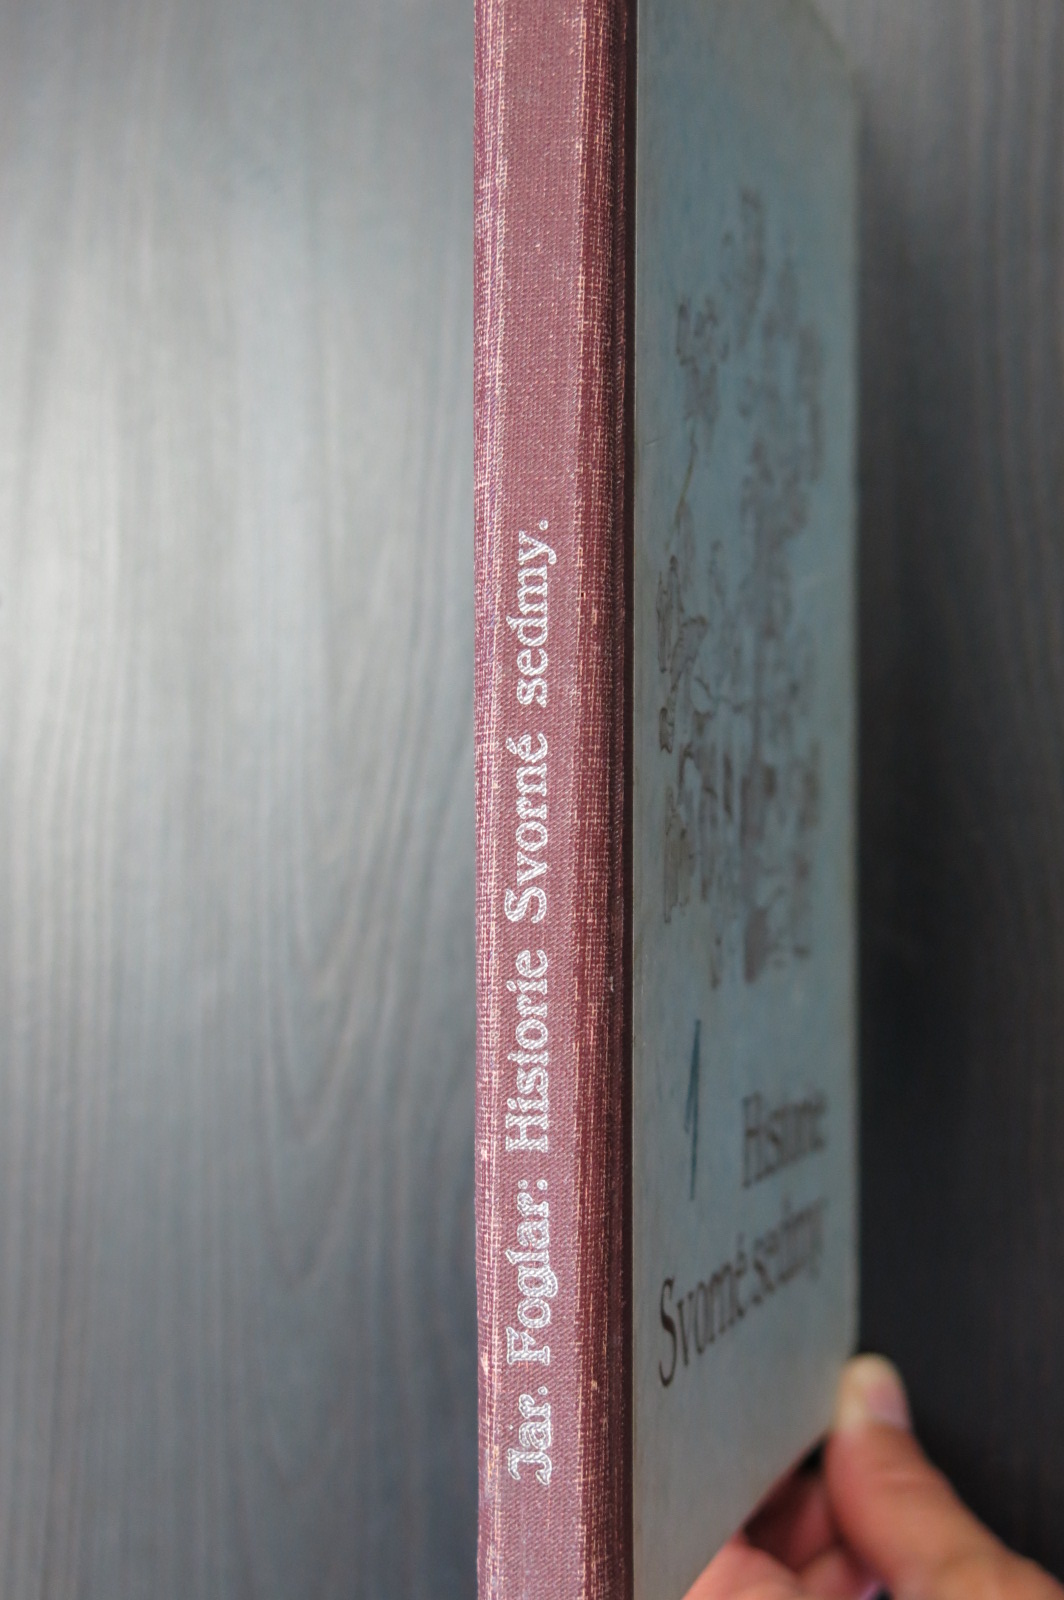 Jar. Foglar: Historie Svorné sedmy.
1
Historie
Svorné sedmy